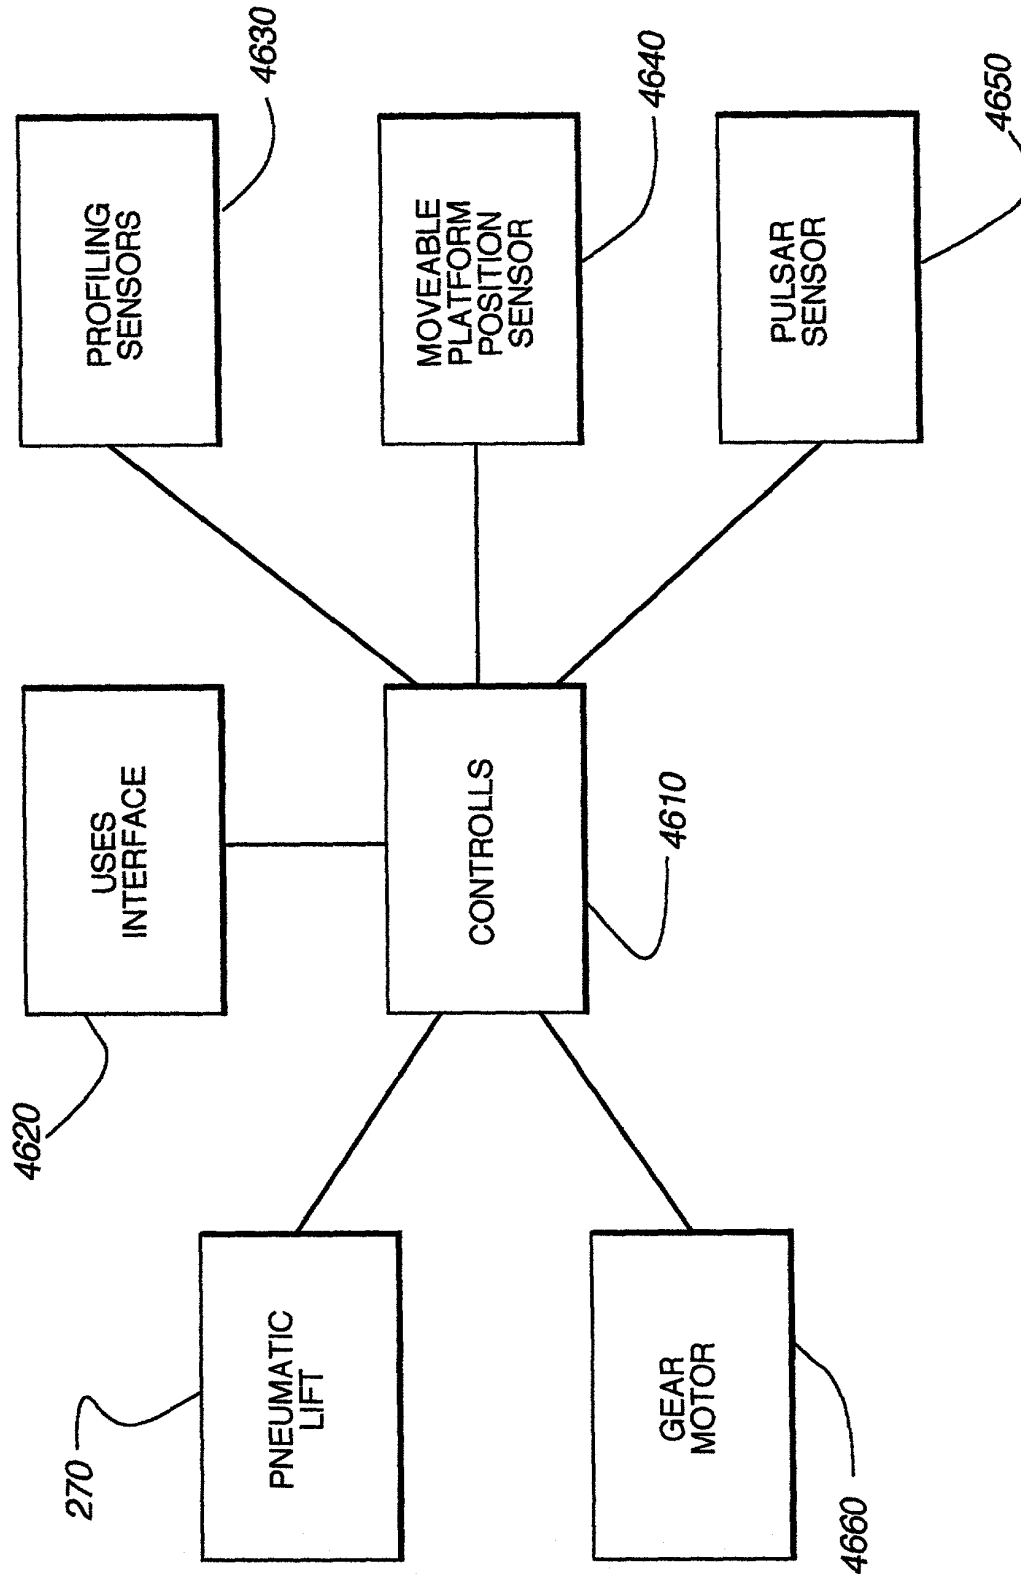 4620
USES
INTERFACE
PROFILING
SENSORS
4630
270
PNEUMATIC
LIFT
CONTROLLS
4610
MOVEABLE
PLATFORM
POSITION
SENSOR
4640
GEAR
MOTOR
4660
PULSAR
SENSOR
4650